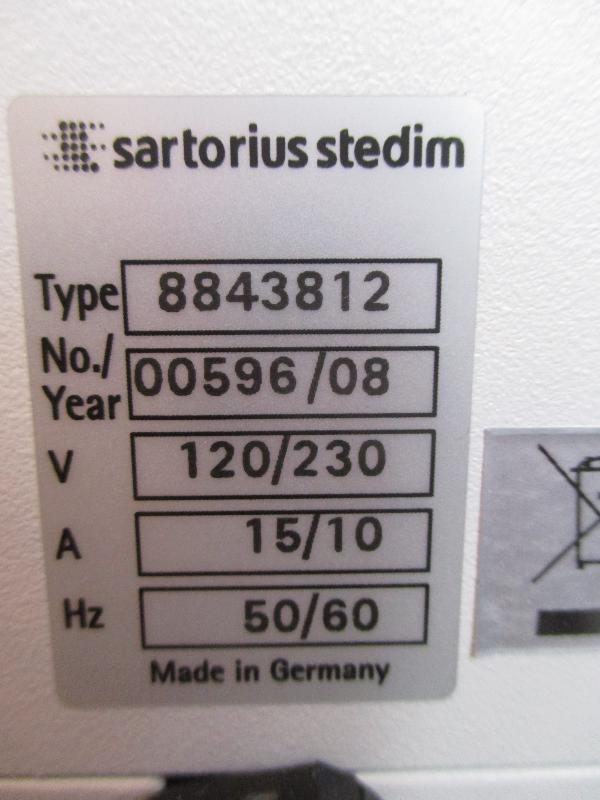 sartorius stedim
Type 8843812
No./
Year 00596/08
V 120/230
A 15/10
Hz 50/60
Made in Germany